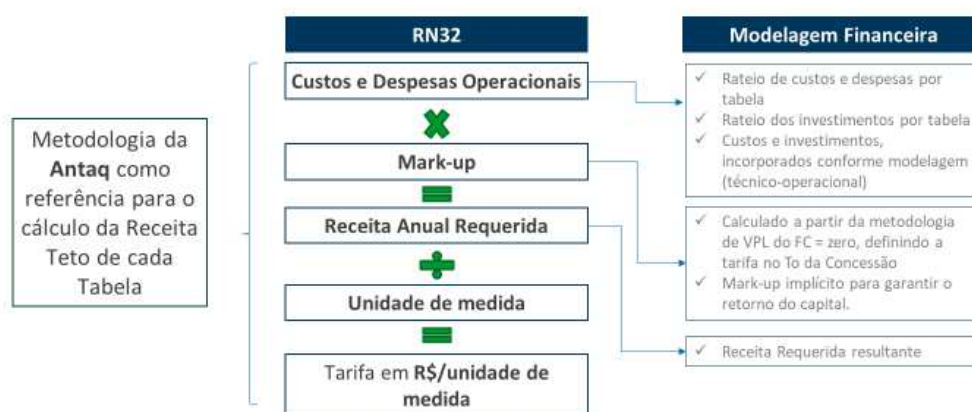 Metodologia da
Antaq como
referência para o
cálculo da Receita
Teto de cada
Tabela
RN32
Custos e Despesas Operacionais
Mark-up
Receita Anual Requerida
Unidade de medida
Tarifa em R$/unidade de
medida
Modelagem Financeira
✓ Rateio de custos e despesas por
tabela
✓ Rateio dos investimentos por tabela
✓ Custos e investimentos,
incorporados conforme modelagem
(técnico-operacional)
✓ Calculado a partir da metodologia
de VPL do FC = zero, definindo a
tarifa no To da Concessão
✓ Mark-up implícito para garantir o
retorno do capital.
✓ Receita Requerida resultante